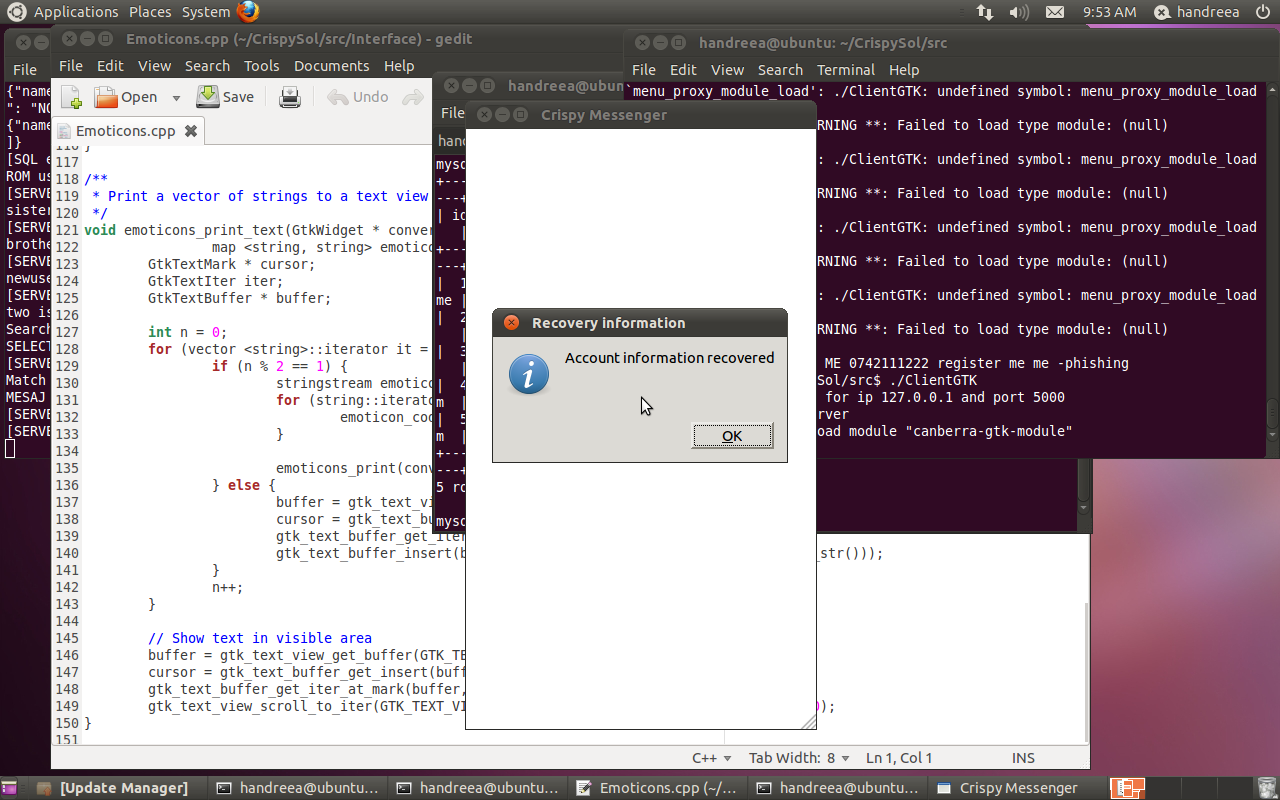 Applications Places System 9:53 AM handreea
File
{"name
": "NO
{"name
]}
[SQL e
ROM us
[SERVE
sister
[SERVE
brothe
[SERVE
newuse
[SERVE
two is
Search
SELECT
[SERVE
Match
MESAJ
[SERVE
[SERVE
Emoticons.cpp (~/CrispySol/src/Interface) - gedit
File Edit View Search Tools Documents Help
Open Save Undo
Emoticons.cpp
116 }
117
118 /**
119 * Print a vector of strings to a text view
120 */
121 void emoticons_print_text(GtkWidget * conver
122 map <string, string> emotico
123 GtkTextMark * cursor;
124 GtkTextIter iter;
125 GtkTextBuffer * buffer;
126
127 int n = 0;
128 for (vector <string>::iterator it =
129 if (n % 2 == 1) {
130 stringstream emotico
131 for (string::iterato
132 emoticon_cod
133 }
134
135 emoticons_print(conv
136 } else {
137 buffer = gtk_text_vi
138 cursor = gtk_text_bu
139 gtk_text_buffer_get_iter
140 gtk_text_buffer_insert(b _str()));
141 }
142 n++;
143 }
144
145 // Show text in visible area
146 buffer = gtk_text_view_get_buffer(GTK_TE
147 cursor = gtk_text_buffer_get_insert(buff
148 gtk_text_buffer_get_iter_at_mark(buffer,
149 gtk_text_view_scroll_to_iter(GTK_TEXT_VI );
150 }
151
C++ Tab Width: 8 Ln 1, Col 1 INS
handreea@ubun
File
hand
mysq
+---
---+
| id
|
+---
---+
| 1
me |
| 2
|
| 3
|
| 4
m |
| 5
m |
+---
---+
5 ro
mysq
handreea@ubuntu: ~/CrispySol/src
File Edit View Search Terminal Help
`menu_proxy_module_load': ./ClientGTK: undefined symbol: menu_proxy_module_load
RNING **: Failed to load type module: (null)
: ./ClientGTK: undefined symbol: menu_proxy_module_load
RNING **: Failed to load type module: (null)
: ./ClientGTK: undefined symbol: menu_proxy_module_load
RNING **: Failed to load type module: (null)
: ./ClientGTK: undefined symbol: menu_proxy_module_load
RNING **: Failed to load type module: (null)
ME 0742111222 register me me -phishing
Sol/src$ ./ClientGTK
for ip 127.0.0.1 and port 5000
rver
oad module "canberra-gtk-module"
Crispy Messenger
Recovery information
Account information recovered
OK
[Update Manager] handreea@ubuntu... handreea@ubuntu... Emoticons.cpp (~/... handreea@ubuntu... Crispy Messenger